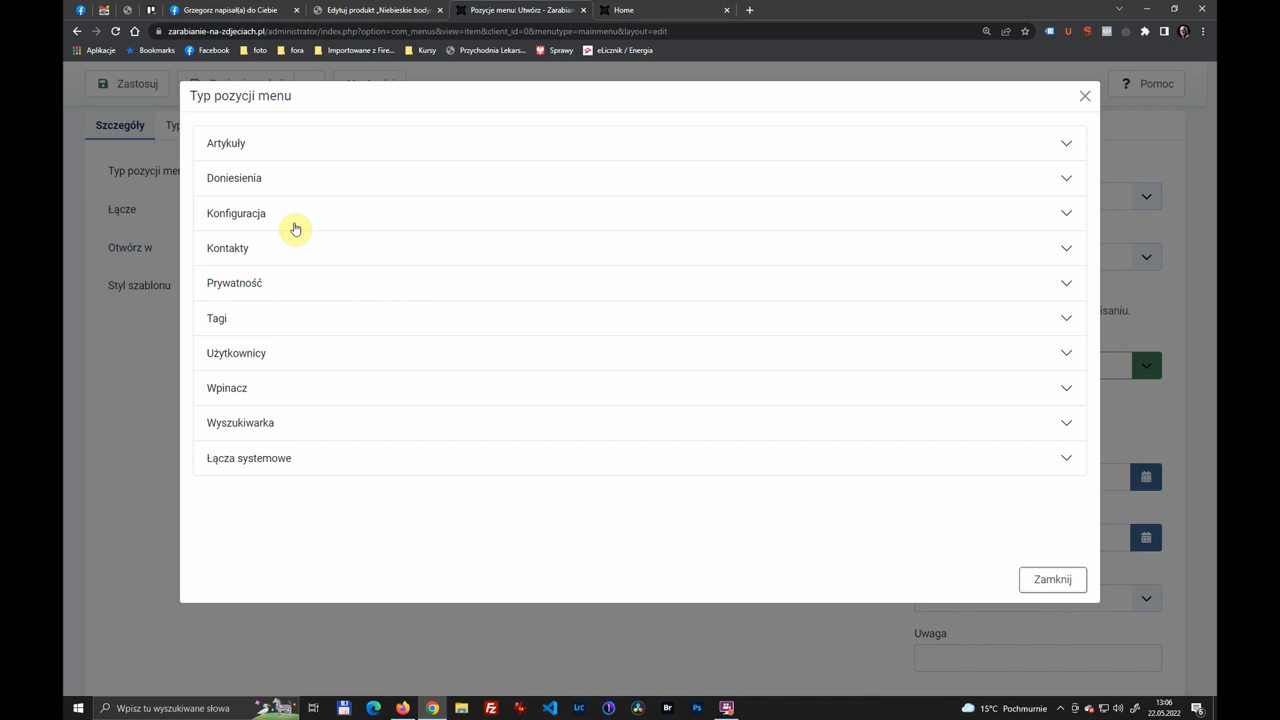 Grzegorz napisał(a) do Ciebie
Edytuj produkt „Niebieskie body
Pozycje menu: Utwórz - Zarabian
Home
zarabianie-na-zdjeciach.pl/administrator/index.php?option=com_menus&view=item&client_id=0&menutype=mainmenu&layout=edit
Aplikacje
Bookmarks
Facebook
foto
fora
Importowane z Fire...
Kursy
Przychodnia Lekars...
Sprawy
eLicznik / Energia
Zastosuj
? Pomoc
Typ pozycji menu
Szczegóły
Typ
Typ pozycji men
Łącze
Otwórz w
Styl szablonu
Artykuły
Doniesienia
Konfiguracja
Kontakty
Prywatność
Tagi
Użytkownicy
Wpinacz
Wyszukiwarka
Łącza systemowe
isaniu.
Zamknij
Uwaga
Wpisz tu wyszukiwane słowa
15°C Pochmurnie
13:06
22.05.2022